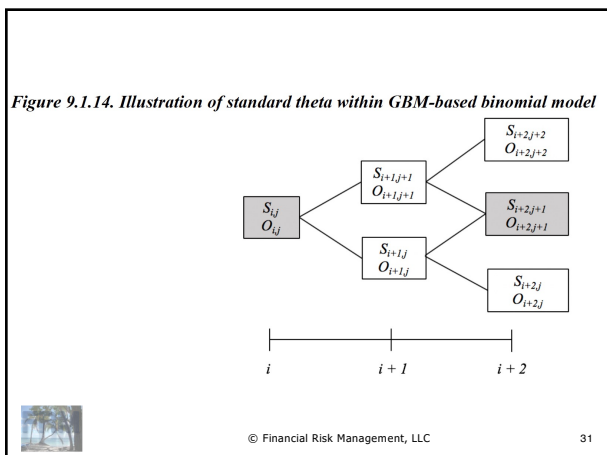 Figure 9.1.14. Illustration of standard theta within GBM-based binomial model
S_{i+2,j+2}
O_{i+2,j+2}
S_{i+1,j+1}
O_{i+1,j+1}
S_{i,j}
O_{i,j}
S_{i+2,j+1}
O_{i+2,j+1}
S_{i+1,j}
O_{i+1,j}
S_{i+2,j}
O_{i+2,j}
i
i + 1
i + 2
© Financial Risk Management, LLC
31